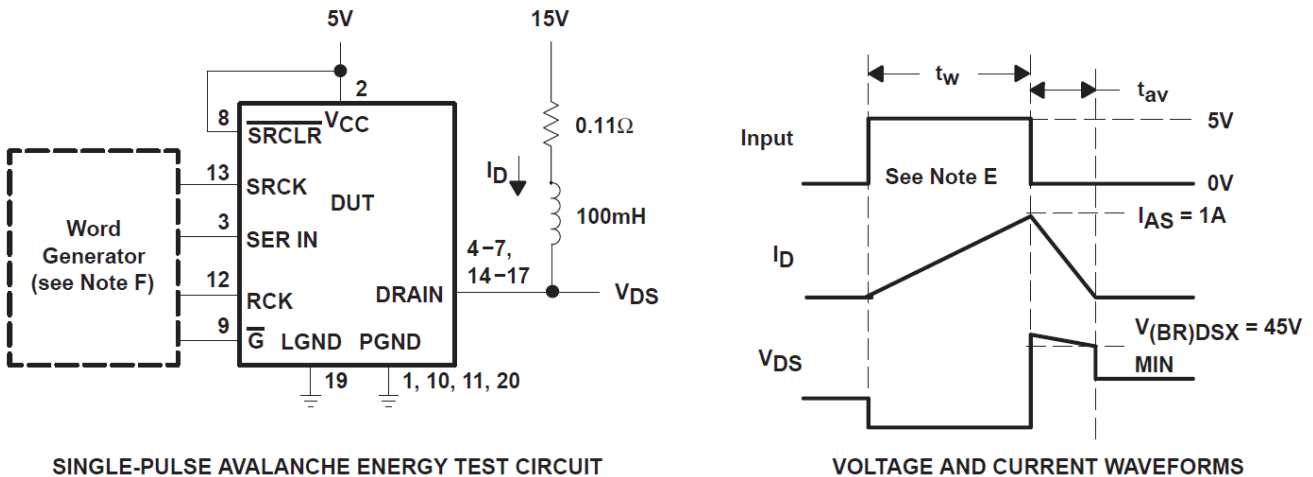 5V
15V
2
8
SRCLR
VCC
0.11Ω
13
SRCK
ID
DUT
100mH
Word
Generator
(see Note F)
3
SER IN
4−7,
14−17
12
RCK
DRAIN
VDS
9
G
LGND
PGND
19
1, 10, 11, 20
SINGLE-PULSE AVALANCHE ENERGY TEST CIRCUIT
tw
tav
Input
5V
See Note E
0V
IAS = 1A
ID
V(BR)DSX = 45V
MIN
VDS
VOLTAGE AND CURRENT WAVEFORMS